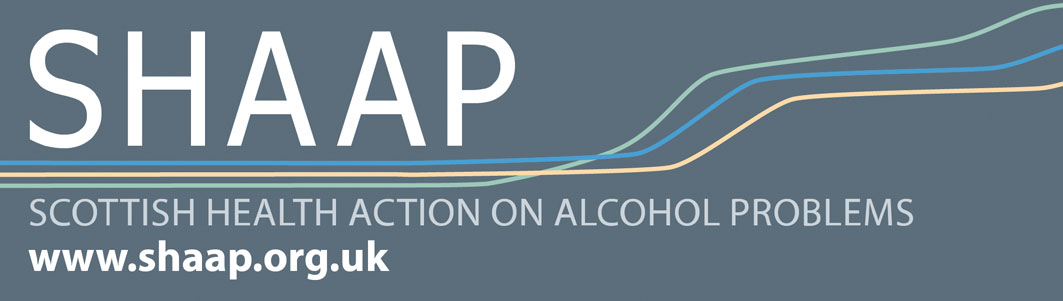 SHAAP
SCOTTISH HEALTH ACTION ON ALCOHOL PROBLEMS
www.shaap.org.uk